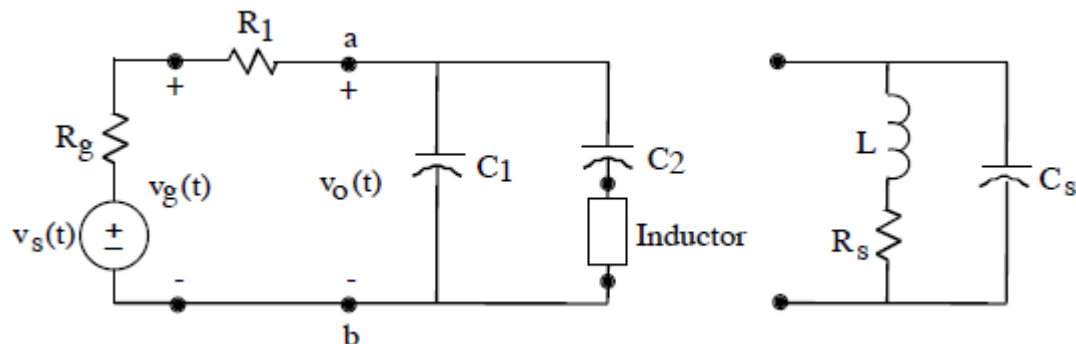 R1
a
+
+
Rg
L
C2
C1
vg(t)
vo(t)
Cs
vs(t)
+
-
Inductor
Rs
-
-
b